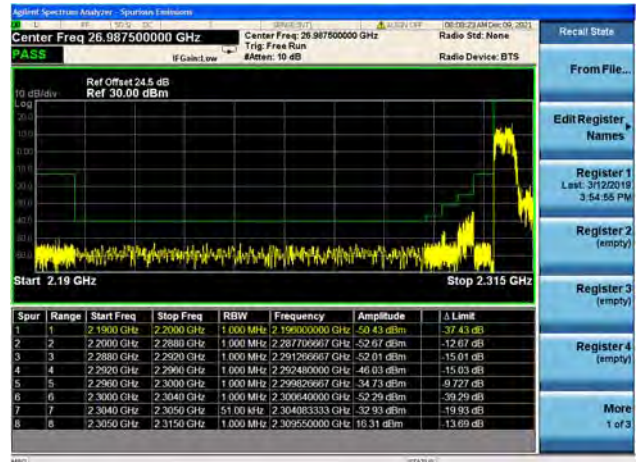 Agilent Spectrum Analyzer - Spurious Emissions
Center Freq 26.987500000 GHz
Center Freq: 26.987500000 GHz
Radio Std: None
Trig: Free Run
PASS
IFGain:Low
#Atten: 10 dB
Radio Device: BTS
Ref Offset 24.5 dB
10 dB/div
Ref 30.00 dBm
Log
Start 2.19 GHz
Stop 2.315 GHz
Spur Range Start Freq Stop Freq RBW Frequency Amplitude Δ Limit
1 1 2.1900 GHz 2.2000 GHz 1.000 MHz 2.196000000 GHz -50.43 dBm -37.43 dB
2 2 2.2000 GHz 2.2880 GHz 1.000 MHz 2.287706667 GHz -52.67 dBm -12.67 dB
3 3 2.2880 GHz 2.2920 GHz 1.000 MHz 2.291266667 GHz -52.01 dBm -15.01 dB
4 4 2.2920 GHz 2.2960 GHz 1.000 MHz 2.292480000 GHz -46.03 dBm -15.03 dB
5 5 2.2960 GHz 2.3000 GHz 1.000 MHz 2.299826667 GHz -34.73 dBm -9.727 dB
6 6 2.3000 GHz 2.3040 GHz 1.000 MHz 2.300640000 GHz -52.29 dBm -39.29 dB
7 7 2.3040 GHz 2.3050 GHz 51.00 kHz 2.304083333 GHz -32.93 dBm -19.93 dB
8 8 2.3050 GHz 2.3150 GHz 1.000 MHz 2.309550000 GHz 16.31 dBm -13.69 dB
Recall State
From File...
Edit Register
Names
Register 1
Last: 3/12/2019
3:54:55 PM
Register 2
(empty)
Register 3
(empty)
Register 4
(empty)
More
1 of 3